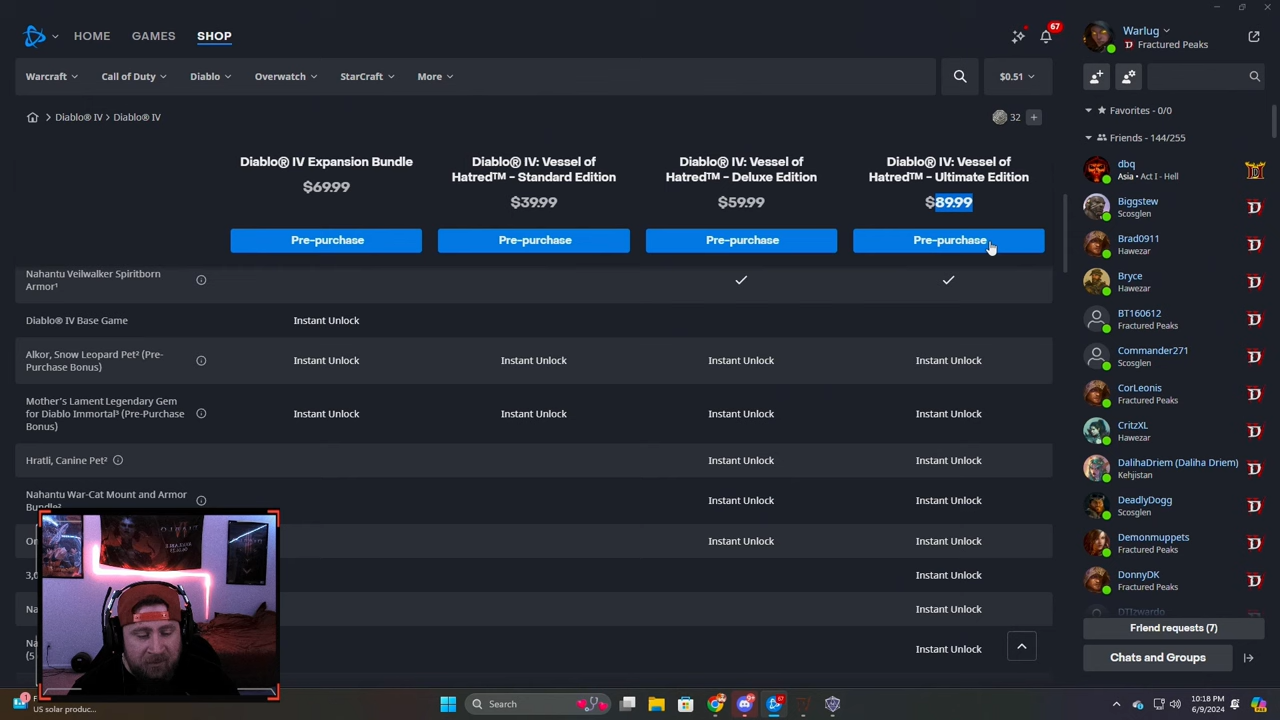 HOME GAMES SHOP
67
Warlug
Fractured Peaks
Warcraft Call of Duty Diablo Overwatch StarCraft More
$0.51
Diablo® IV > Diablo® IV
32
Favorites - 0/0
Friends - 144/255
Diablo® IV Expansion Bundle
$69.99
Pre-purchase
Diablo® IV: Vessel of
Hatred™ – Standard Edition
$39.99
Pre-purchase
Diablo® IV: Vessel of
Hatred™ – Deluxe Edition
$59.99
Pre-purchase
Diablo® IV: Vessel of
Hatred™ – Ultimate Edition
$89.99
Pre-purchase
Nahantu Veilwalker Spiritborn
Armor¹
Diablo® IV Base Game
Instant Unlock
Alkor, Snow Leopard Pet² (Pre-
Purchase Bonus)
Instant Unlock Instant Unlock Instant Unlock Instant Unlock
Mother's Lament Legendary Gem
for Diablo Immortal³ (Pre-Purchase
Bonus)
Instant Unlock Instant Unlock Instant Unlock Instant Unlock
Hratli, Canine Pet²
Instant Unlock Instant Unlock
Nahantu War-Cat Mount and Armor
Bundle²
Instant Unlock Instant Unlock
Instant Unlock Instant Unlock
3,0
Instant Unlock
Na
Instant Unlock
(5
Instant Unlock
dbq
Asia • Act I - Hell
Biggstew
Scosglen
Brad0911
Hawezar
Bryce
Hawezar
BT160612
Fractured Peaks
Commander271
Scosglen
CorLeonis
Fractured Peaks
CritzXL
Hawezar
DalihaDriem (Daliha Driem)
Kehjistan
DeadlyDogg
Scosglen
Demonmuppets
Fractured Peaks
DonnyDK
Fractured Peaks
DTIzwardo
Friend requests (7)
Chats and Groups
US solar produc...
Search
10:18 PM
6/9/2024